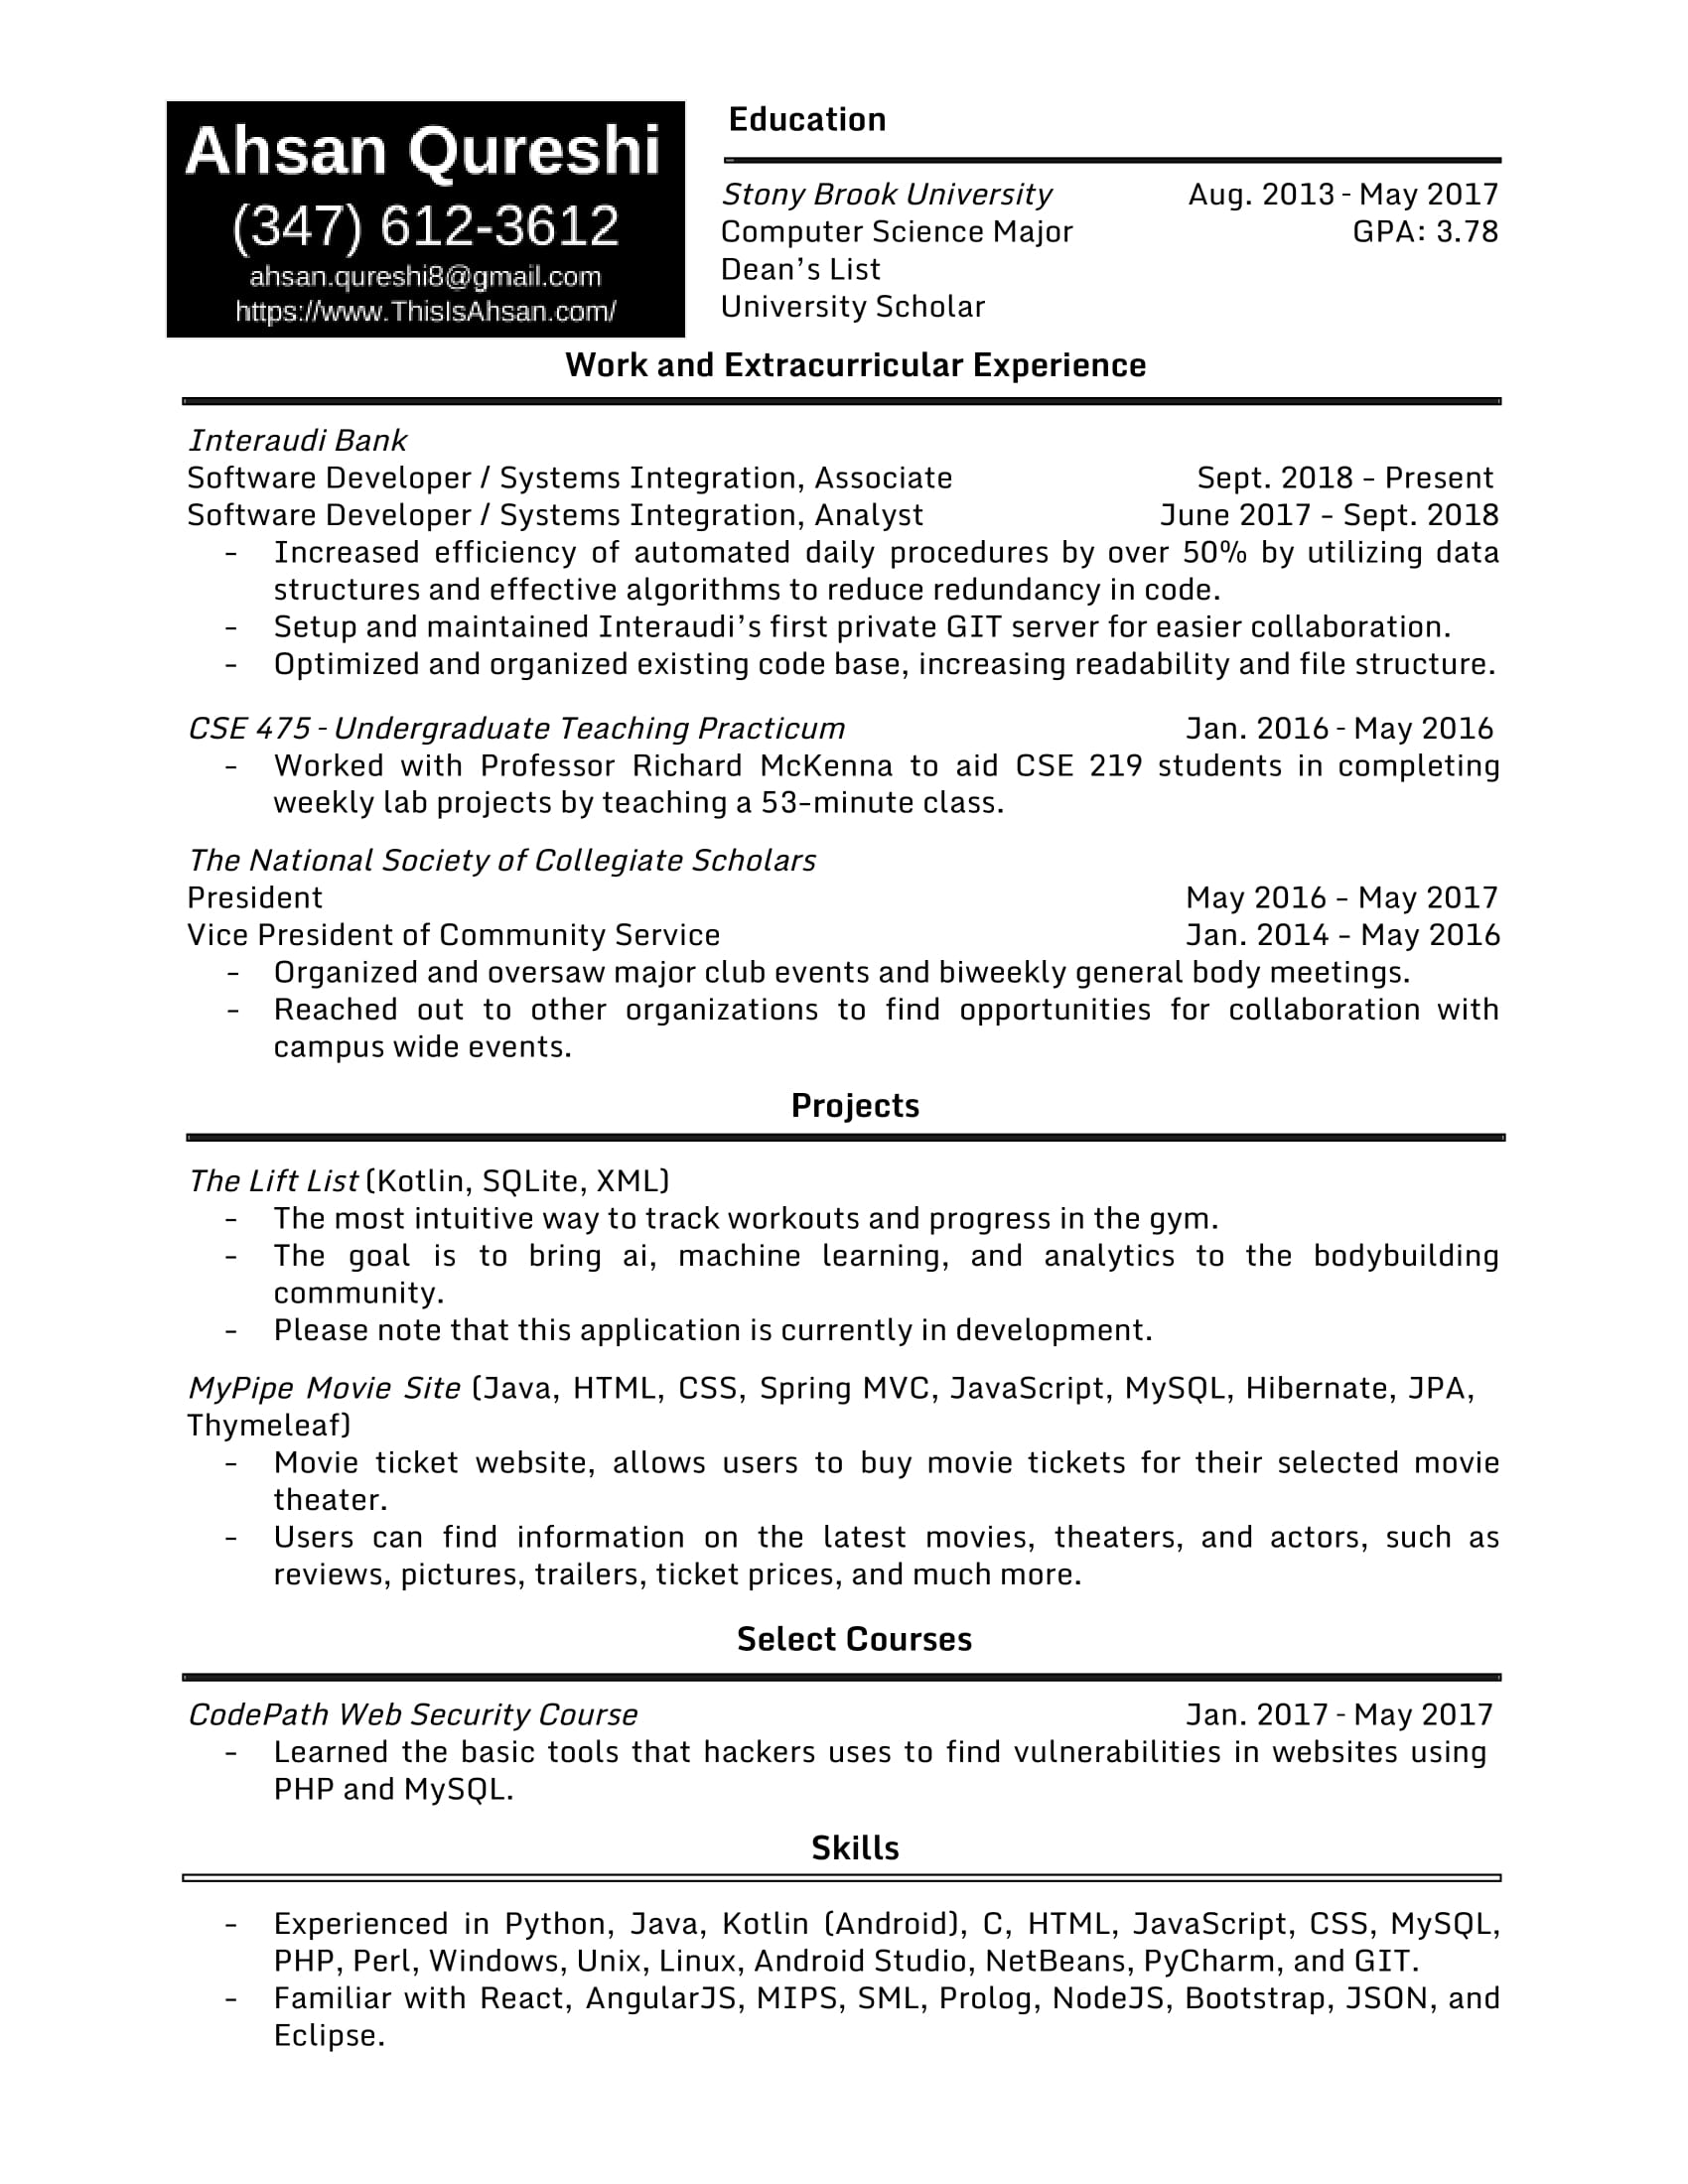 Ahsan Qureshi
(347) 612-3612
ahsan.qureshi8@gmail.com
https://www.ThisIsAhsan.com/
Education
Stony Brook University Aug. 2013 - May 2017
Computer Science Major GPA: 3.78
Dean's List
University Scholar
Work and Extracurricular Experience
Interaudi Bank
Software Developer / Systems Integration, Associate Sept. 2018 – Present
Software Developer / Systems Integration, Analyst June 2017 – Sept. 2018
- Increased efficiency of automated daily procedures by over 50% by utilizing data
structures and effective algorithms to reduce redundancy in code.
- Setup and maintained Interaudi's first private GIT server for easier collaboration.
- Optimized and organized existing code base, increasing readability and file structure.
CSE 475 - Undergraduate Teaching Practicum Jan. 2016 - May 2016
- Worked with Professor Richard McKenna to aid CSE 219 students in completing
weekly lab projects by teaching a 53-minute class.
The National Society of Collegiate Scholars
President May 2016 – May 2017
Vice President of Community Service Jan. 2014 – May 2016
- Organized and oversaw major club events and biweekly general body meetings.
- Reached out to other organizations to find opportunities for collaboration with
campus wide events.
Projects
The Lift List (Kotlin, SQLite, XML)
- The most intuitive way to track workouts and progress in the gym.
- The goal is to bring ai, machine learning, and analytics to the bodybuilding
community.
- Please note that this application is currently in development.
MyPipe Movie Site (Java, HTML, CSS, Spring MVC, JavaScript, MySQL, Hibernate, JPA,
Thymeleaf)
- Movie ticket website, allows users to buy movie tickets for their selected movie
theater.
- Users can find information on the latest movies, theaters, and actors, such as
reviews, pictures, trailers, ticket prices, and much more.
Select Courses
CodePath Web Security Course Jan. 2017 - May 2017
- Learned the basic tools that hackers uses to find vulnerabilities in websites using
PHP and MySQL.
Skills
- Experienced in Python, Java, Kotlin (Android), C, HTML, JavaScript, CSS, MySQL,
PHP, Perl, Windows, Unix, Linux, Android Studio, NetBeans, PyCharm, and GIT.
- Familiar with React, AngularJS, MIPS, SML, Prolog, NodeJS, Bootstrap, JSON, and
Eclipse.